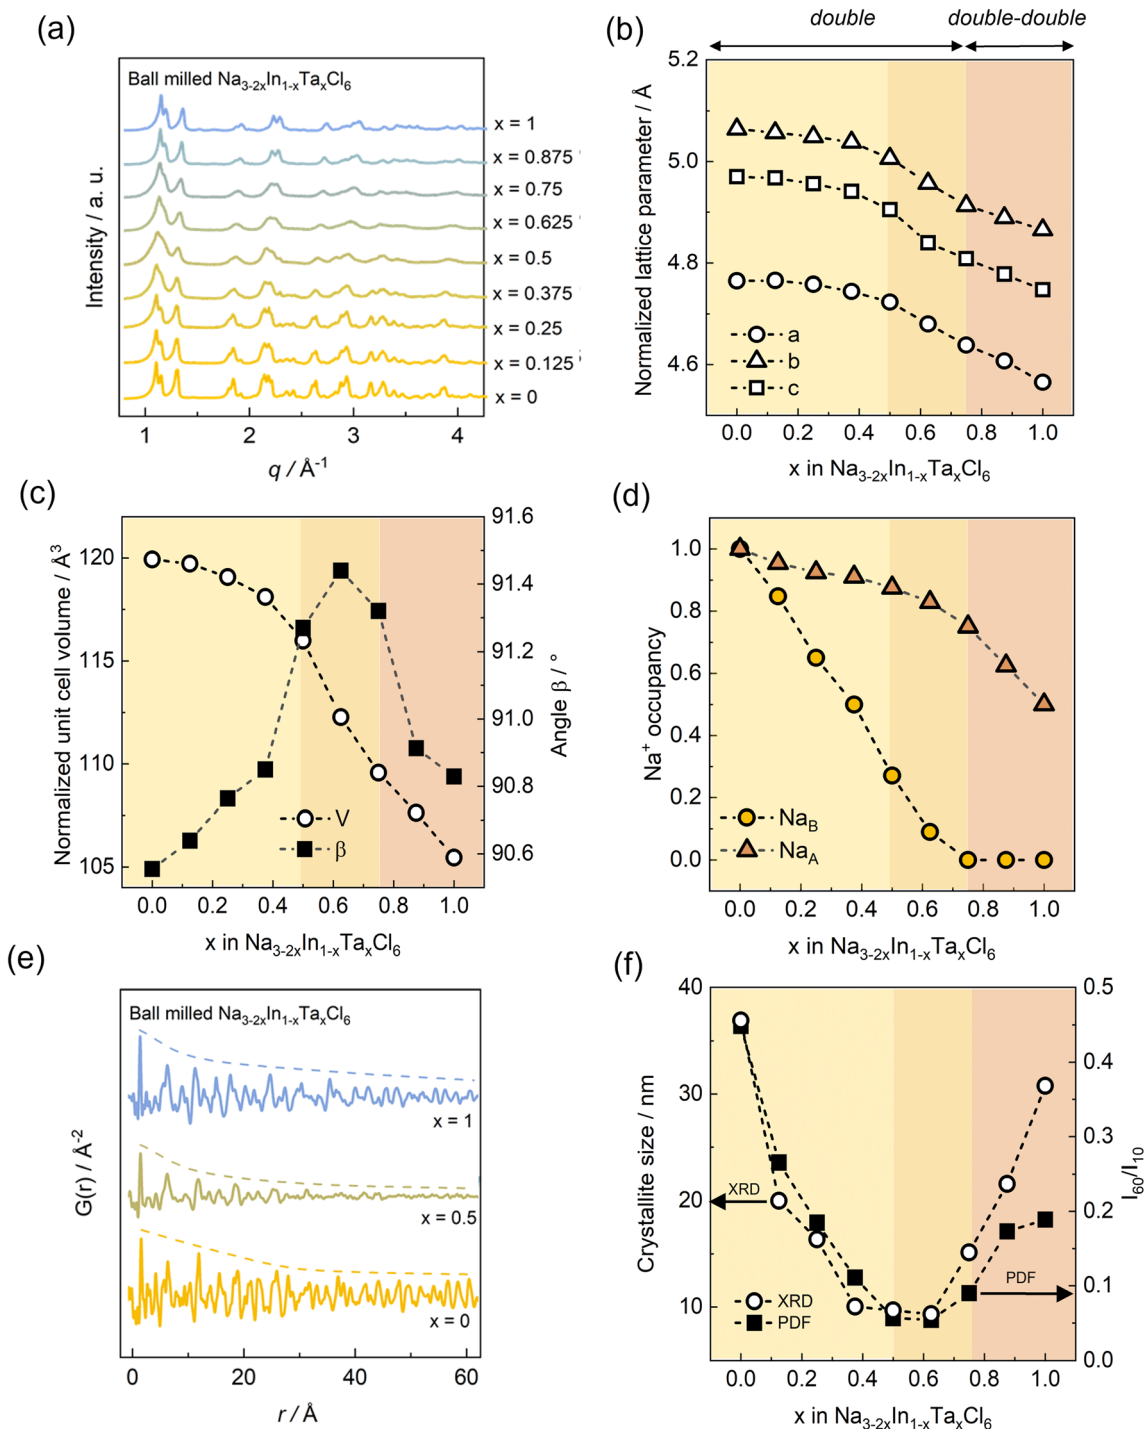 (a)
Ball milled Na3-2xIn1-xTaxCl6
x = 1
x = 0.875
x = 0.75
x = 0.625
x = 0.5
x = 0.375
x = 0.25
x = 0.125
x = 0
Intensity / a. u.
1 2 3 4
q / Å-1
(b)
double double-double
5.2
5.0
4.8
4.6
Normalized lattice parameter / Å
a
b
c
0.0 0.2 0.4 0.6 0.8 1.0
x in Na3-2xIn1-xTaxCl6
(c)
120
115
110
105
Normalized unit cell volume / Å3
91.6
91.4
91.2
91.0
90.8
90.6
Angle β / °
V
β
0.0 0.2 0.4 0.6 0.8 1.0
x in Na3-2xIn1-xTaxCl6
(d)
1.0
0.8
0.6
0.4
0.2
0.0
Na+ occupancy
NaB
NaA
0.0 0.2 0.4 0.6 0.8 1.0
x in Na3-2xIn1-xTaxCl6
(e)
Ball milled Na3-2xIn1-xTaxCl6
x = 1
x = 0.5
x = 0
G(r) / Å-2
0 20 40 60
r / Å
(f)
40
30
20
10
Crystallite size / nm
0.5
0.4
0.3
0.2
0.1
0.0
I60/I10
XRD
PDF
XRD
PDF
0.0 0.2 0.4 0.6 0.8 1.0
x in Na3-2xIn1-xTaxCl6